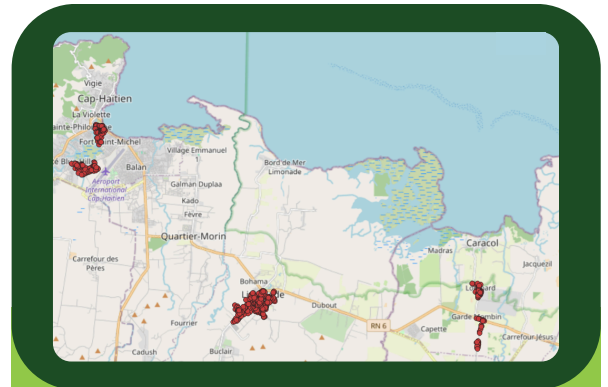 Vigie
Cap-Haïtien
La Violette
Fort Saint-Michel
Village Emmanuel
1
Balan
Bord de Mer
Limonade
Aéroport
International
Cap-Haïtien
Galman Duplaa
Kado
Fèvre
Quartier-Morin
Madras
Caracol
Carrefour des
Pères
Jacquezil
Bohama
Dubout
Fourrier
RN 6
Capette
Carrefour-Jésus
Cadush
Buclair